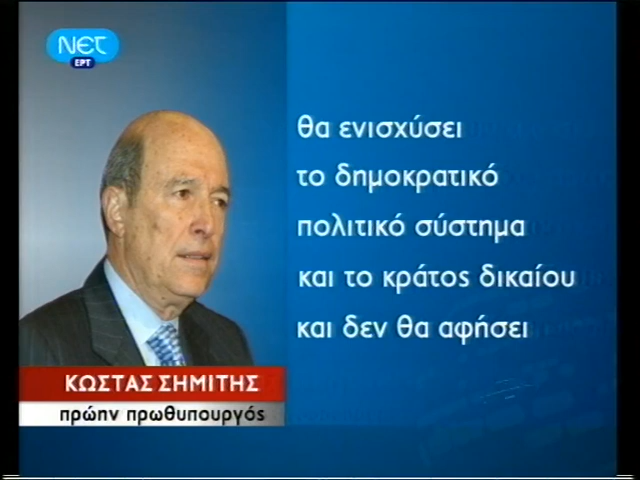 NET
ΕΡΤ
θα ενισχύσει
το δημοκρατικό
πολιτικό σύστημα
και το κράτος δικαίου
και δεν θα αφήσει
ΚΩΣΤΑΣ ΣΗΜΙΤΗΣ
πρώην πρωθυπουργός